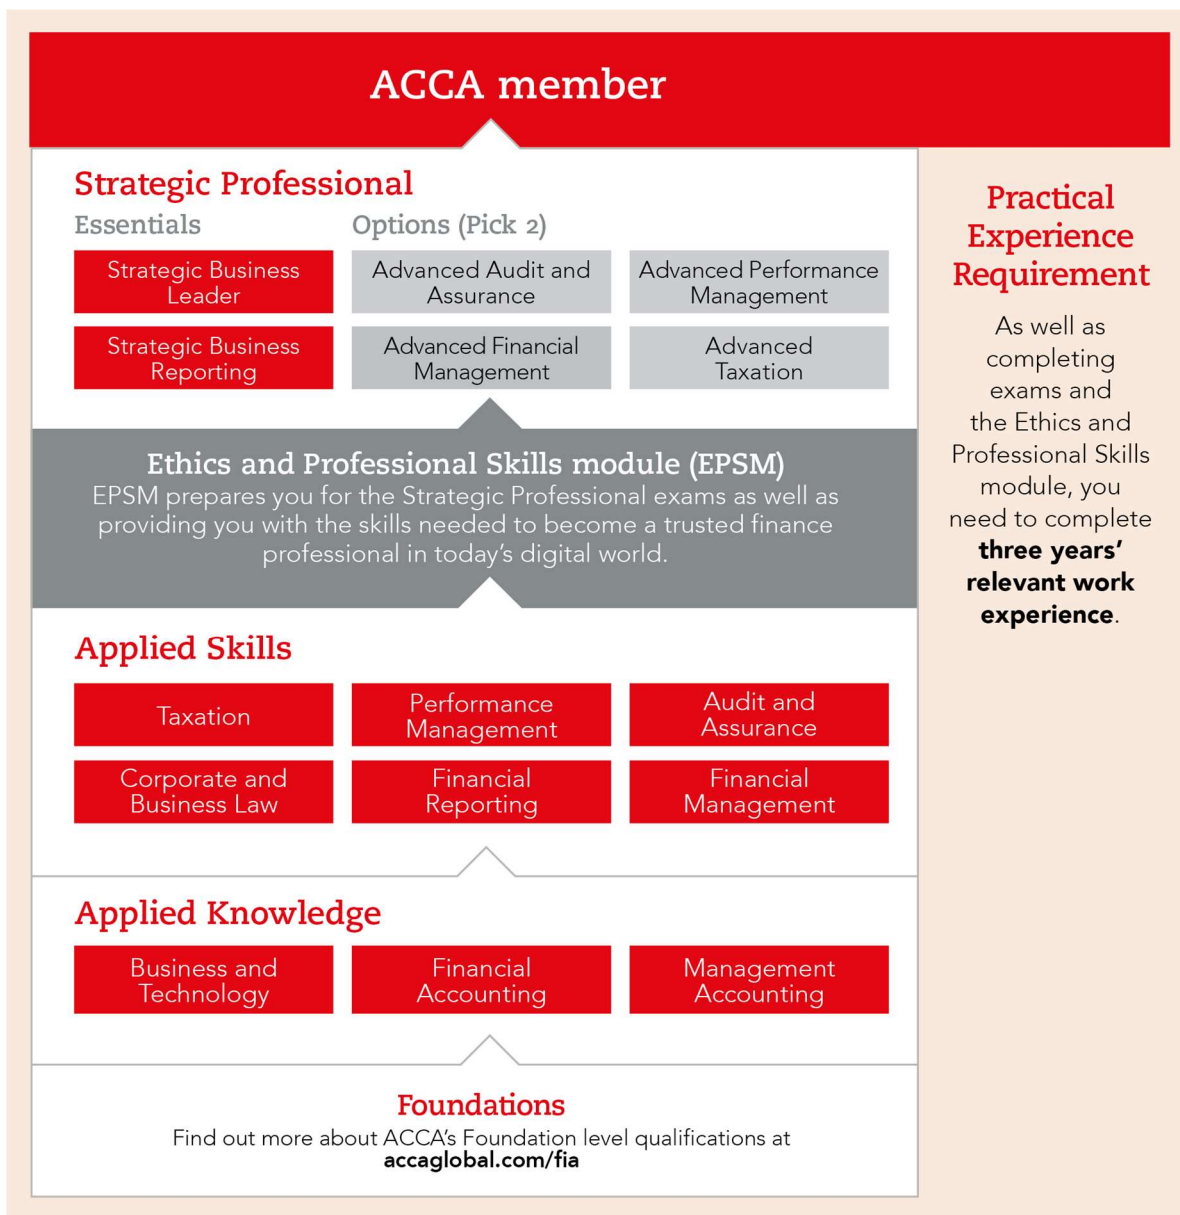 ACCA member
Strategic Professional
Essentials
Options (Pick 2)
Strategic Business
Leader
Advanced Audit and
Assurance
Advanced Performance
Management
Strategic Business
Reporting
Advanced Financial
Management
Advanced
Taxation
Ethics and Professional Skills module (EPSM)
EPSM prepares you for the Strategic Professional exams as well as
providing you with the skills needed to become a trusted finance
professional in today's digital world.
Applied Skills
Taxation
Performance
Management
Audit and
Assurance
Corporate and
Business Law
Financial
Reporting
Financial
Management
Applied Knowledge
Business and
Technology
Financial
Accounting
Management
Accounting
Foundations
Find out more about ACCA's Foundation level qualifications at
accaglobal.com/fia
Practical
Experience
Requirement
As well as
completing
exams and
the Ethics and
Professional Skills
module, you
need to complete
three years'
relevant work
experience.